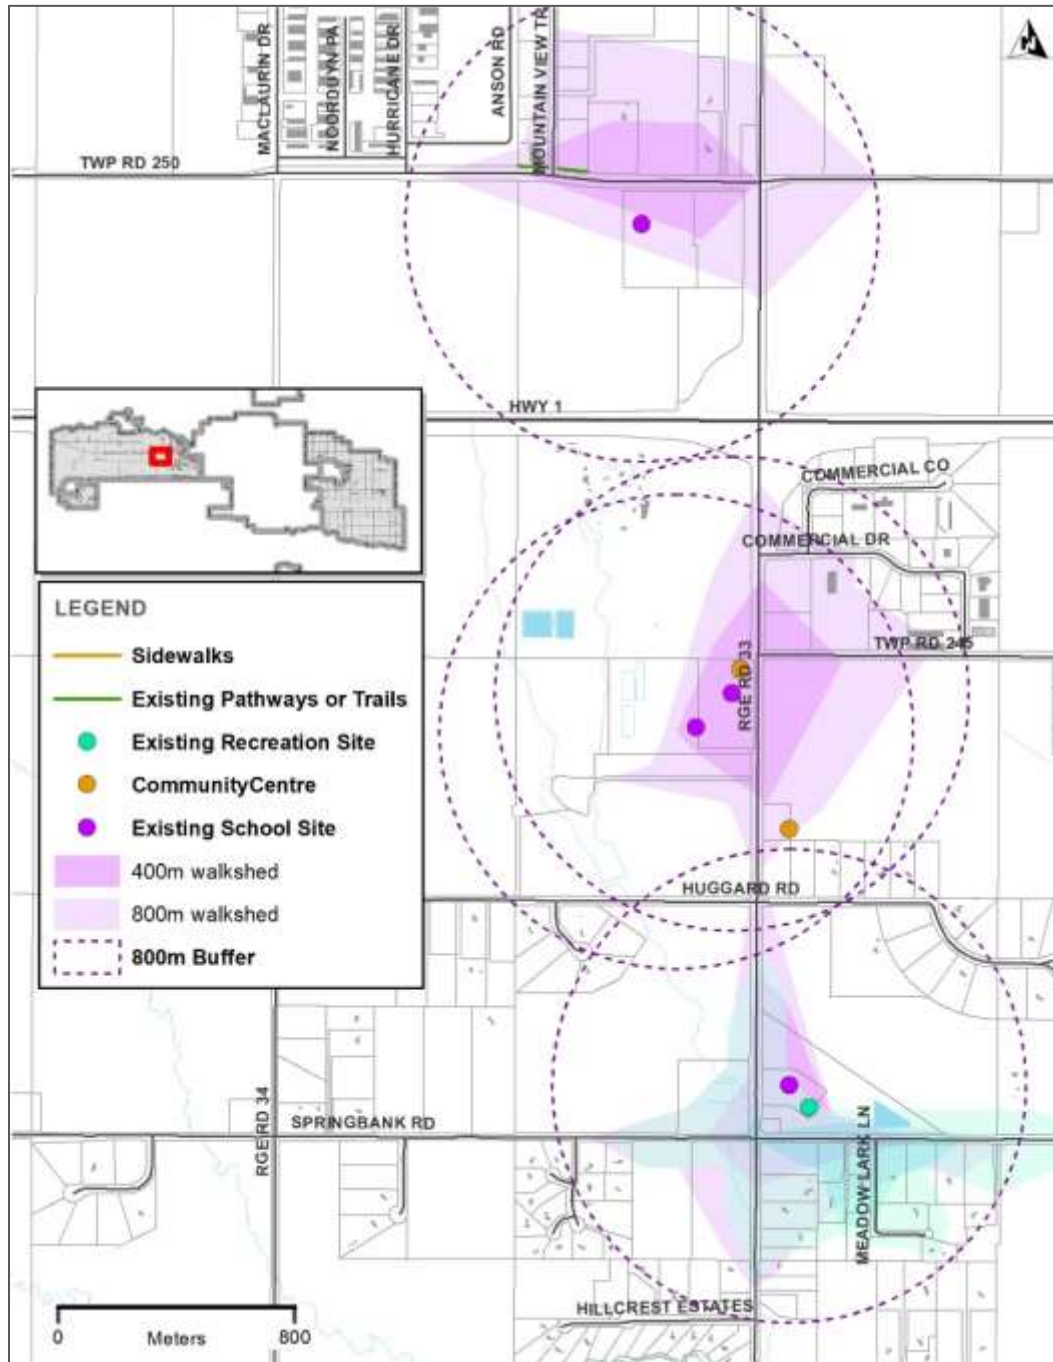 MACLAURIN DR
NOORDUYN PA
HURRICANE DR
ANSON RD
MOUNTAIN VIEW TR
TWP RD 250
HWY 1
COMMERCIAL CO
COMMERCIAL DR
TWP RD 245
RGE RD 33
LEGEND
Sidewalks
Existing Pathways or Trails
Existing Recreation Site
CommunityCentre
Existing School Site
400m walkshed
800m walkshed
800m Buffer
HUGGARD RD
RGE RD 34
SPRINGBANK RD
MEADOW LARK LN
HILLCREST ESTATES
0 Meters 800